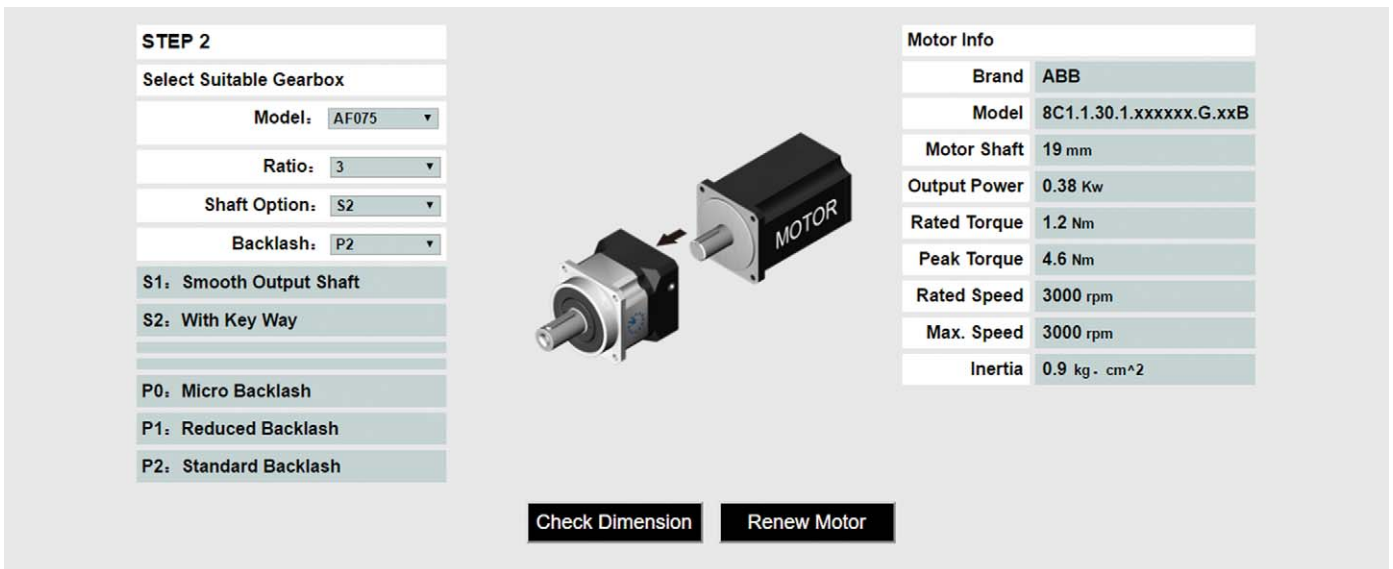 STEP 2
Select Suitable Gearbox
Model: AF075
Ratio: 3
Shaft Option: S2
Backlash: P2
S1: Smooth Output Shaft
S2: With Key Way
P0: Micro Backlash
P1: Reduced Backlash
P2: Standard Backlash
MOTOR
Motor Info
Brand ABB
Model 8C1.1.30.1.xxxxxx.G.xxB
Motor Shaft 19 mm
Output Power 0.38 Kw
Rated Torque 1.2 Nm
Peak Torque 4.6 Nm
Rated Speed 3000 rpm
Max. Speed 3000 rpm
Inertia 0.9 kg · cm^2
Check Dimension
Renew Motor